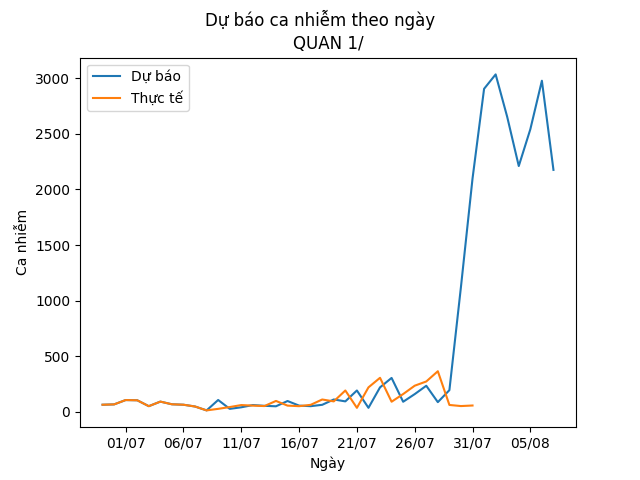 Dự báo ca nhiễm theo ngày
QUAN 1/
Dự báo
Thực tế
Ca nhiễm
3000
2500
2000
1500
1000
500
0
01/07 06/07 11/07 16/07 21/07 26/07 31/07 05/08
Ngày